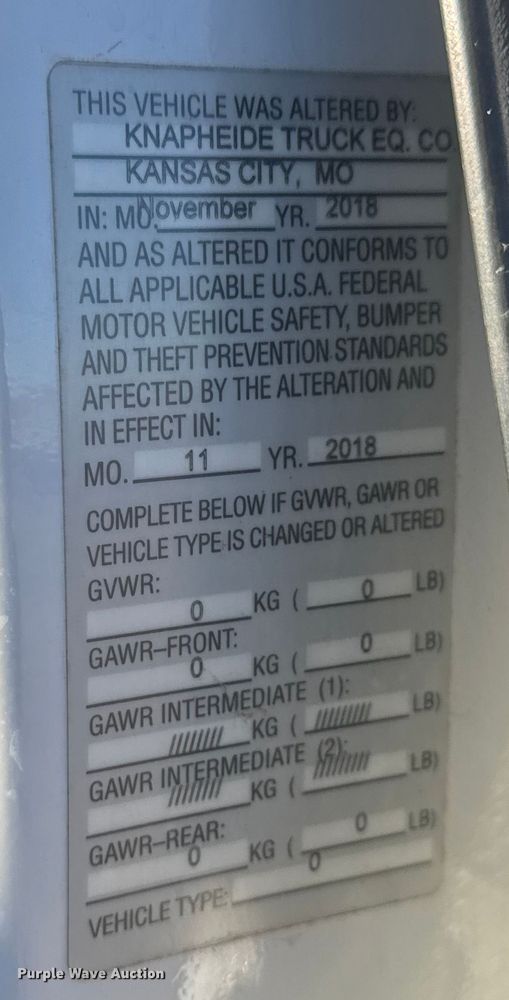 THIS VEHICLE WAS ALTERED BY:
KNAPHEIDE TRUCK EQ. CO
KANSAS CITY, MO
IN: MO. November YR. 2018
AND AS ALTERED IT CONFORMS TO
ALL APPLICABLE U.S.A. FEDERAL
MOTOR VEHICLE SAFETY, BUMPER
AND THEFT PREVENTION STANDARDS
AFFECTED BY THE ALTERATION AND
IN EFFECT IN:
MO. 11 YR. 2018
COMPLETE BELOW IF GVWR, GAWR OR
VEHICLE TYPE IS CHANGED OR ALTERED
GVWR:
0 KG ( 0 LB)
GAWR-FRONT:
0 KG ( 0 LB)
GAWR INTERMEDIATE (1):
//////// KG ( ///////// LB)
GAWR INTERMEDIATE (2):
//////// KG ( ///////// LB)
GAWR-REAR:
0 KG ( 0 LB)
VEHICLE TYPE: 0
Purple Wave Auction